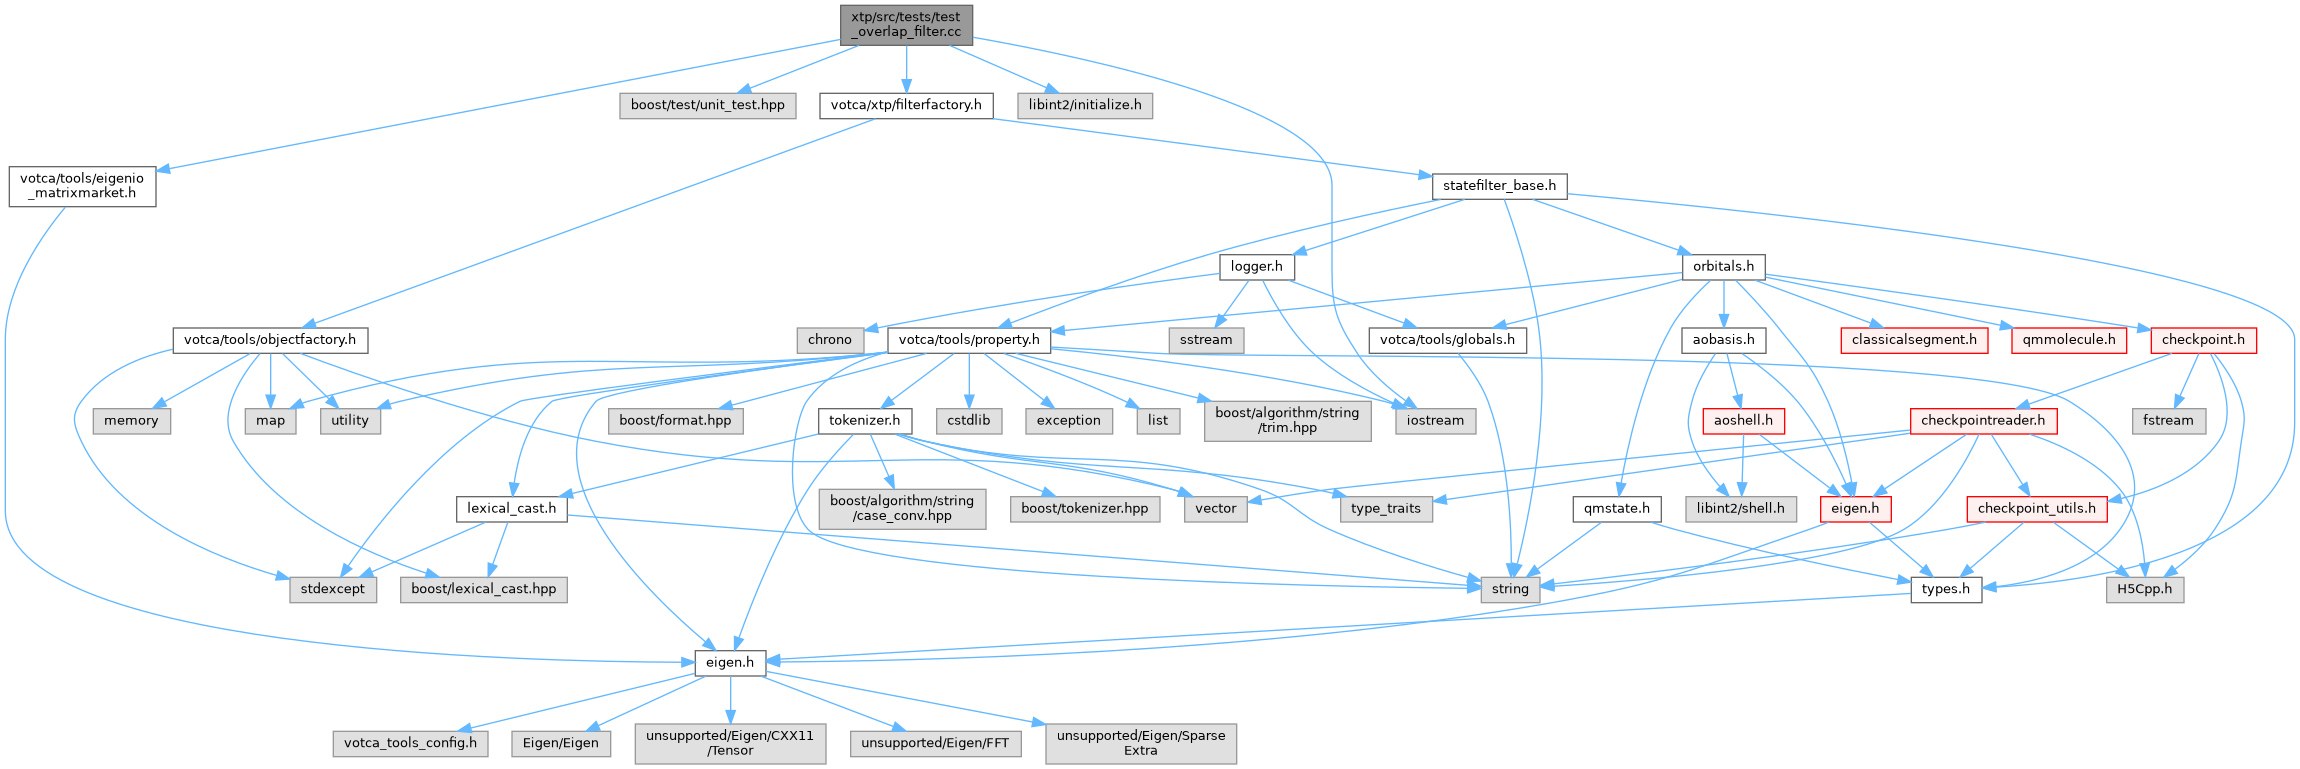 xtp/src/tests/test
_overlap_filter.cc
boost/test/unit_test.hpp
votca/xtp/filterfactory.h
libint2/initialize.h
votca/tools/eigenio
_matrixmarket.h
statefilter_base.h
logger.h
orbitals.h
votca/tools/objectfactory.h
chrono
votca/tools/property.h
sstream
votca/tools/globals.h
aobasis.h
classicalsegment.h
qmmolecule.h
checkpoint.h
memory
map
utility
boost/format.hpp
tokenizer.h
cstdlib
exception
list
boost/algorithm/string
/trim.hpp
iostream
aoshell.h
checkpointreader.h
fstream
lexical_cast.h
boost/algorithm/string
/case_conv.hpp
boost/tokenizer.hpp
vector
type_traits
qmstate.h
libint2/shell.h
eigen.h
checkpoint_utils.h
stdexcept
boost/lexical_cast.hpp
string
types.h
H5Cpp.h
eigen.h
votca_tools_config.h
Eigen/Eigen
unsupported/Eigen/CXX11
/Tensor
unsupported/Eigen/FFT
unsupported/Eigen/Sparse
Extra